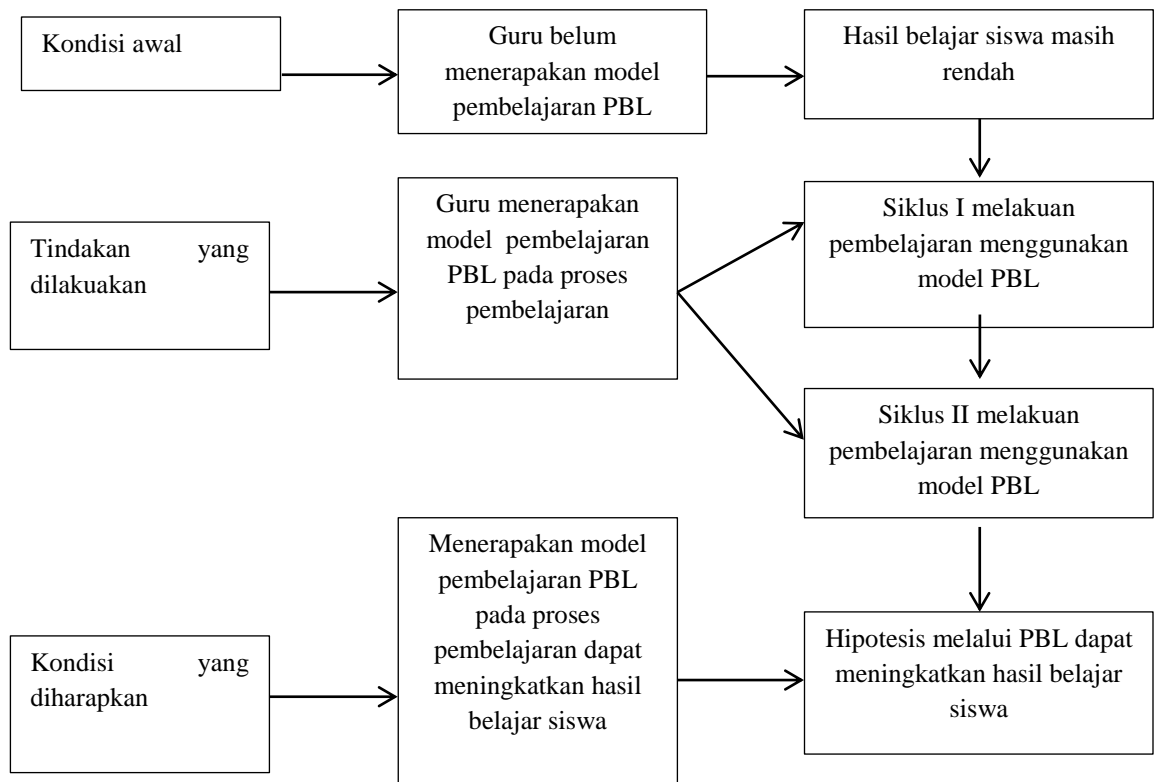 Kondisi awal
Guru belum
menerapakan model
pembelajaran PBL
Hasil belajar siswa masih
rendah
Tindakan yang
dilakuakan
Guru menerapakan
model pembelajaran
PBL pada proses
pembelajaran
Siklus I melakuan
pembelajaran menggunakan
model PBL
Siklus II melakuan
pembelajaran menggunakan
model PBL
Kondisi yang
diharapkan
Menerapakan model
pembelajaran PBL
pada proses
pembelajaran dapat
meningkatkan hasil
belajar siswa
Hipotesis melalui PBL dapat
meningkatkan hasil belajar
siswa